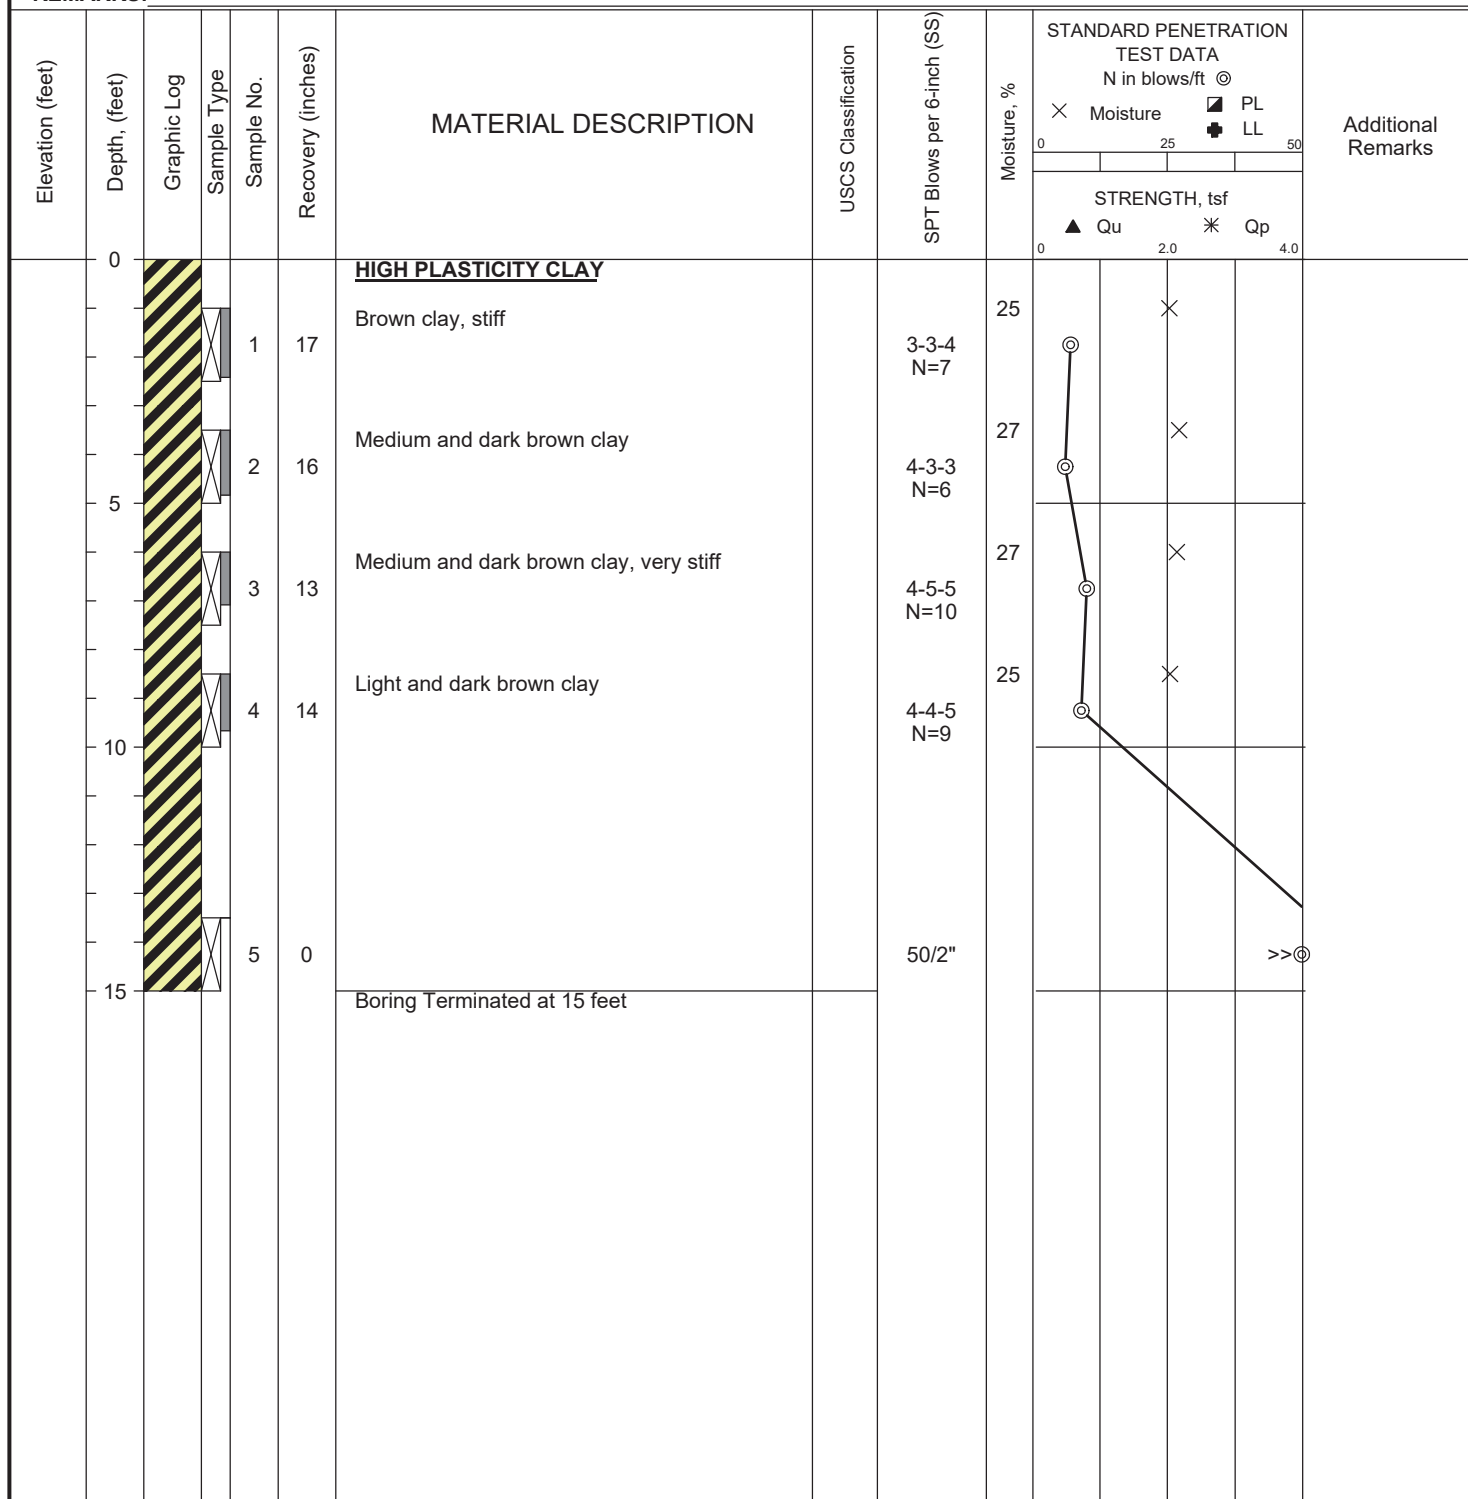 Elevation (feet)
Depth, (feet)
Graphic Log
Sample Type
Sample No.
Recovery (inches)
MATERIAL DESCRIPTION
USCS Classification
SPT Blows per 6-inch (SS)
Moisture, %
STANDARD PENETRATION
TEST DATA
N in blows/ft
Moisture
PL
LL
0 25 50
STRENGTH, tsf
Qu Qp
0 2.0 4.0
Additional
Remarks
0
HIGH PLASTICITY CLAY
Brown clay, stiff
25
1 17 3-3-4
N=7
Medium and dark brown clay
27
2 16 4-3-3
N=6
5
Medium and dark brown clay, very stiff
27
3 13 4-5-5
N=10
Light and dark brown clay
25
4 14 4-4-5
N=9
10
5 0 50/2" >>
15
Boring Terminated at 15 feet